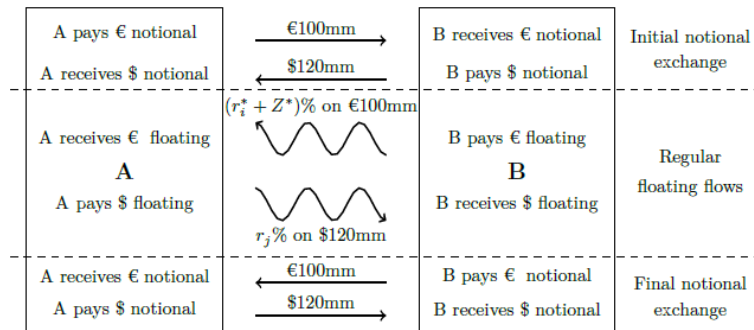 A pays € notional €100mm B receives € notional Initial notional
A receives $ notional $120mm B pays $ notional exchange
(r*i + Z*)% on €100mm
A receives € floating B pays € floating Regular
A B
A pays $ floating B receives $ floating floating flows
rj% on $120mm
A receives € notional €100mm B pays € notional Final notional
A pays $ notional $120mm B receives $ notional exchange